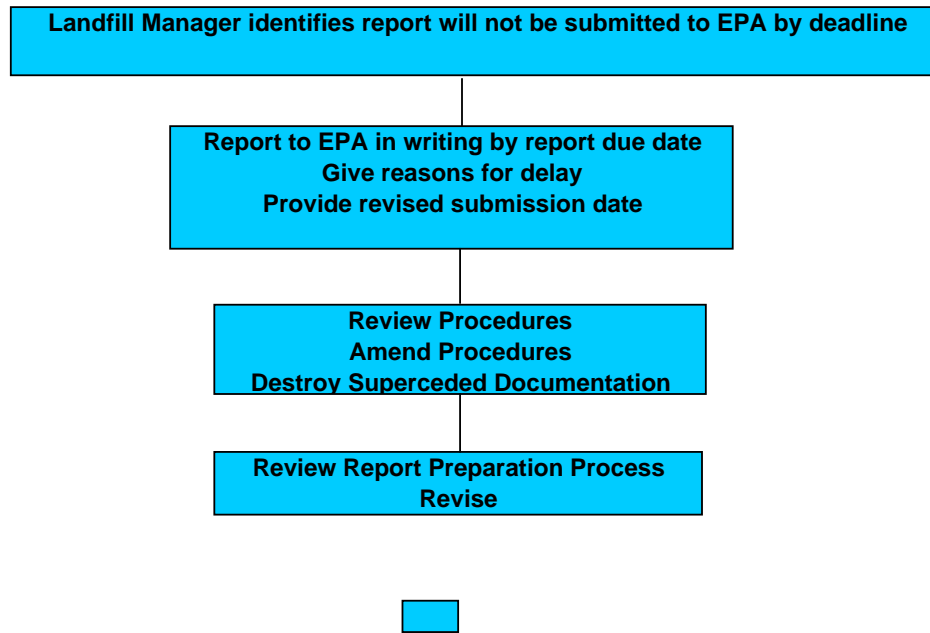 Landfill Manager identifies report will not be submitted to EPA by deadline
Report to EPA in writing by report due date
Give reasons for delay
Provide revised submission date
Review Procedures
Amend Procedures
Destroy Superceded Documentation
Review Report Preparation Process
Revise